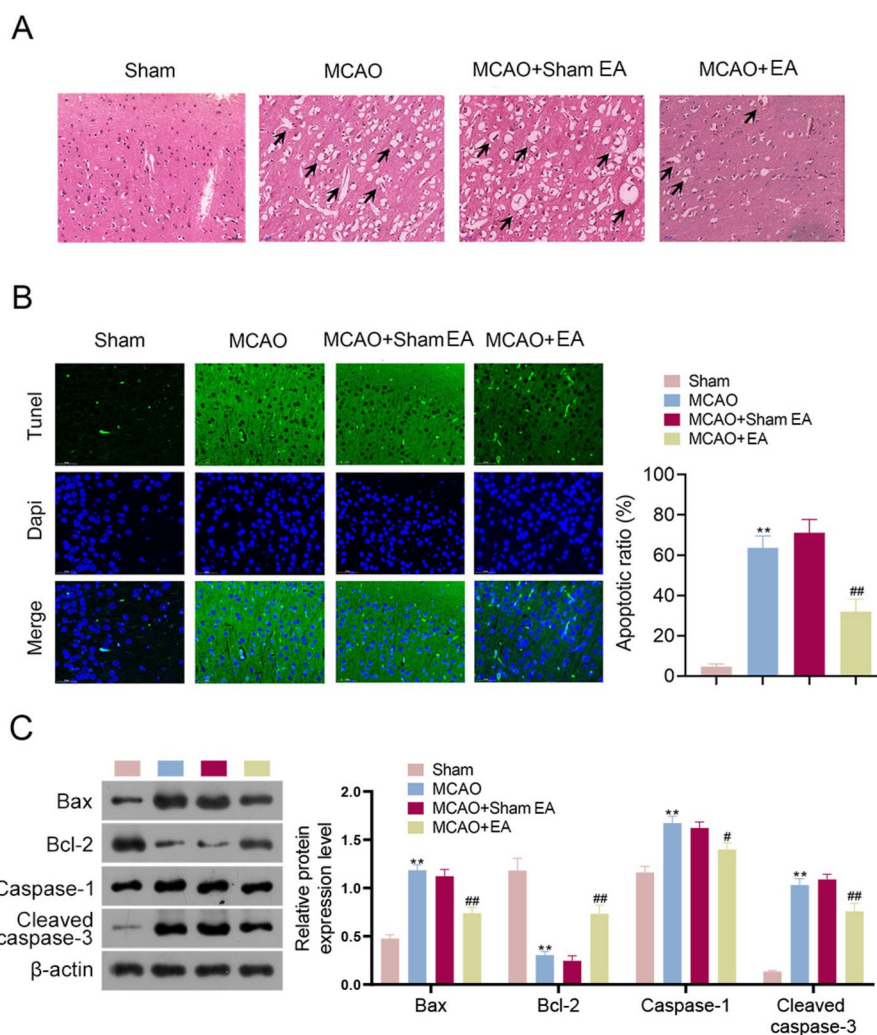 A
Sham MCAO MCAO+Sham EA MCAO+EA
B
Sham MCAO MCAO+Sham EA MCAO+EA
Tunel
Dapi
Merge
Sham
MCAO
MCAO+Sham EA
MCAO+EA
Apoptotic ratio (%)
100
80
60
40
20
0
**
##
C
Bax
Bcl-2
Caspase-1
Cleaved
caspase-3
β-actin
Sham
MCAO
MCAO+Sham EA
MCAO+EA
Relative protein
expression level
2.0
1.5
1.0
0.5
0.0
** ## ** ## ** # ** ##
Bax Bcl-2 Caspase-1 Cleaved
caspase-3